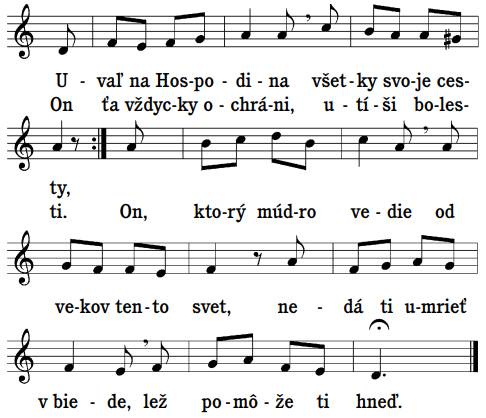 U - vaľ na Hos - po - di - na všet - ky svo - je ces-
On ťa vždyc - ky o - chrá - ni, u - tí - ši bo - les-
ty,
ti. On, kto - rý múd - ro ve - die od
ve - kov ten - to svet, ne - dá ti u - mrieť
v bie - de, lež po - mô - že ti hneď.